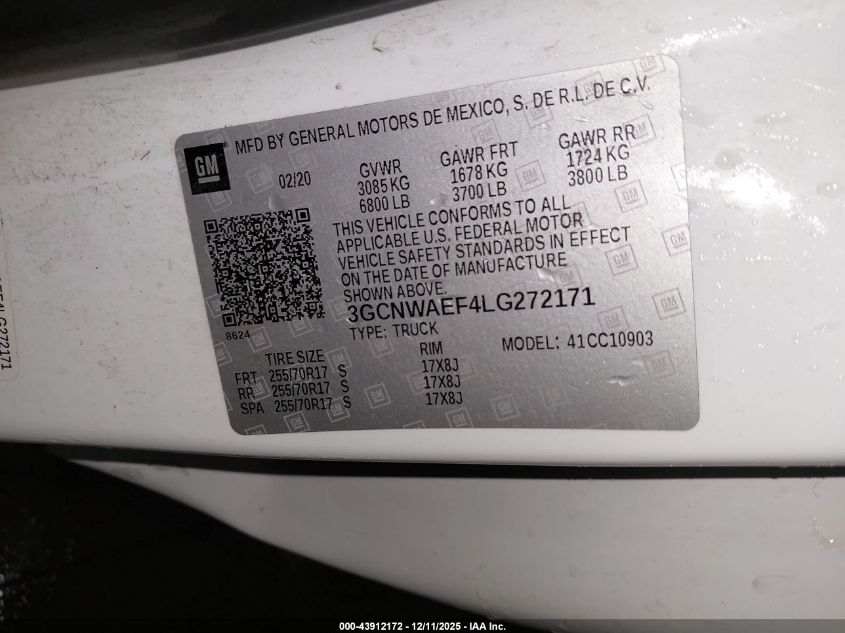 MFD BY GENERAL MOTORS DE MEXICO, S. DE R.L. DE C.V.
GM
02/20
GVWR
3085 KG
6800 LB
GAWR FRT
1678 KG
3700 LB
GAWR RR
1724 KG
3800 LB
THIS VEHICLE CONFORMS TO ALL
APPLICABLE U.S. FEDERAL MOTOR
VEHICLE SAFETY STANDARDS IN EFFECT
ON THE DATE OF MANUFACTURE
SHOWN ABOVE.
3GCNWAEF4LG272171
8624
TYPE: TRUCK
MODEL: 41CC10903
TIRE SIZE RIM
FRT 255/70R17 S 17X8J
RR 255/70R17 S 17X8J
SPA 255/70R17 S 17X8J
000-43912172 - 12/11/2025 - IAA Inc.